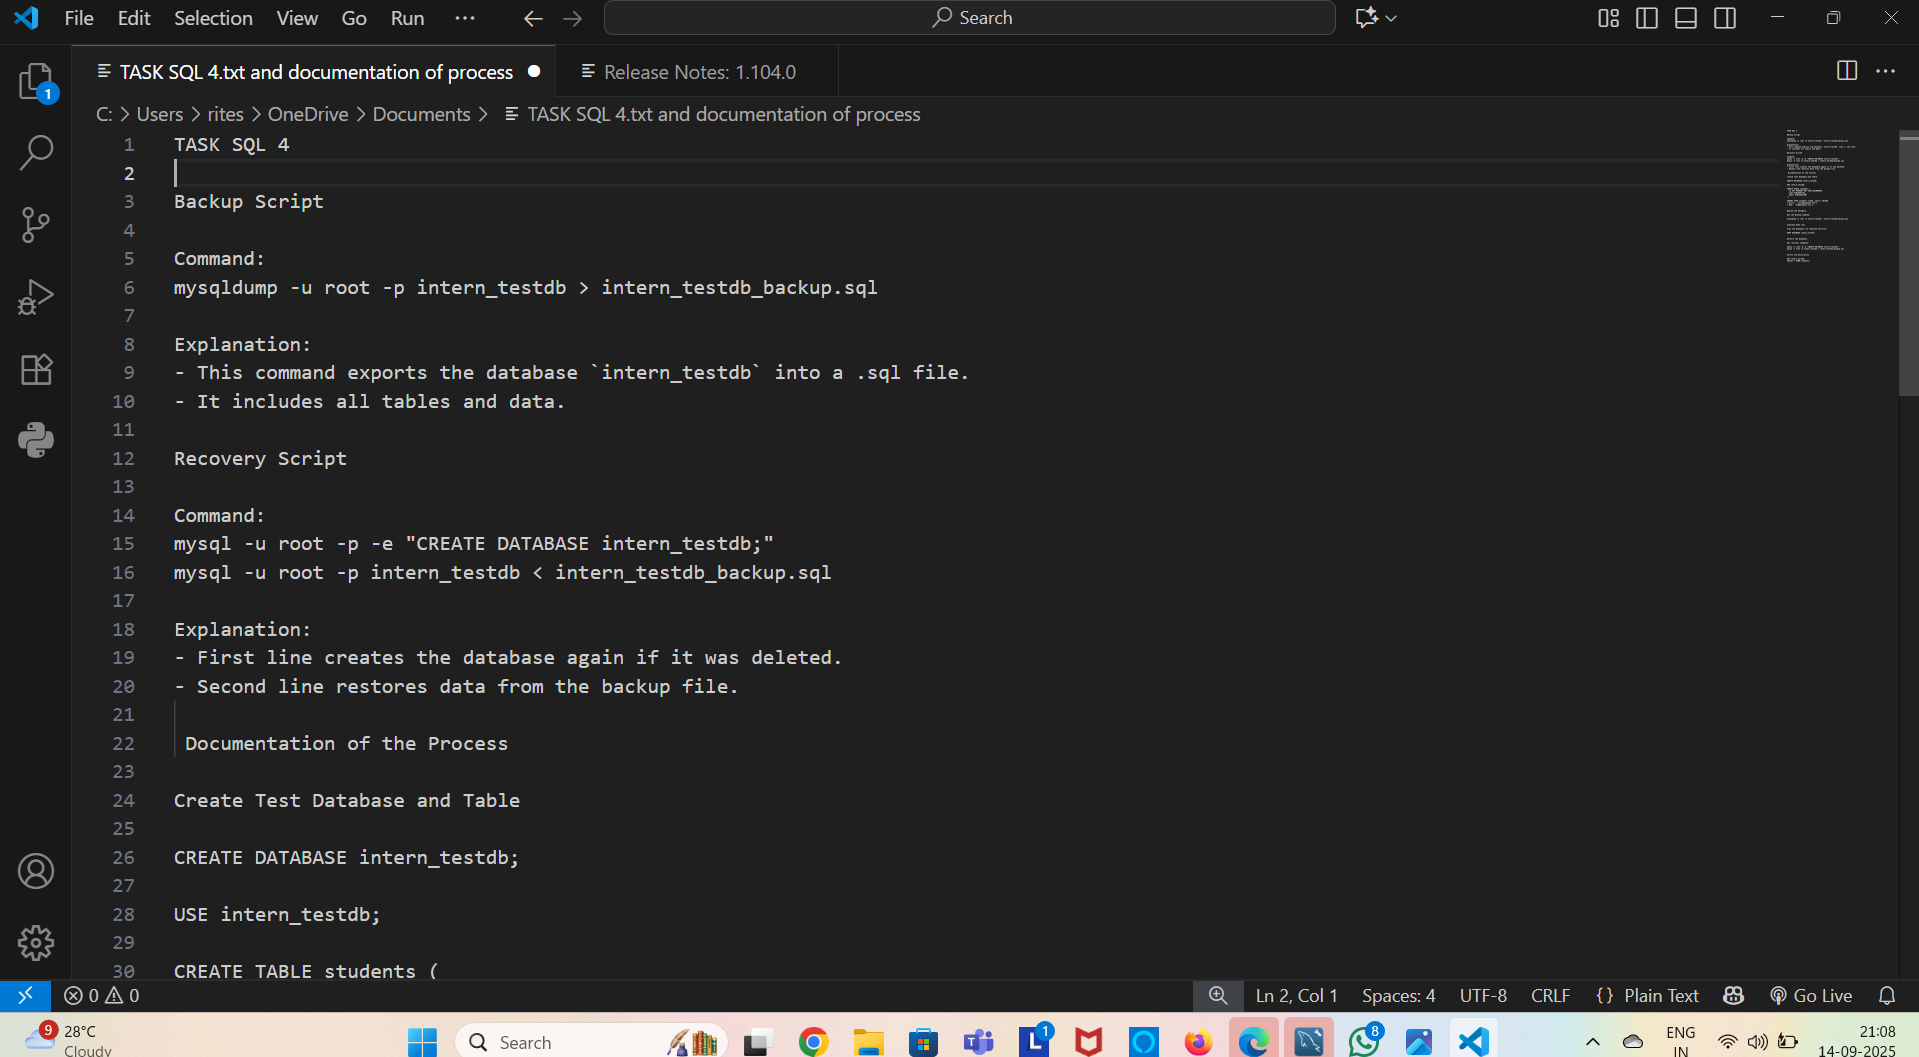 File Edit Selection View Go Run ··· Search
TASK SQL 4.txt and documentation of process Release Notes: 1.104.0
1
C: > Users > rites > OneDrive > Documents > TASK SQL 4.txt and documentation of process
1 TASK SQL 4
2
3 Backup Script
4
5 Command:
6 mysqldump -u root -p intern_testdb > intern_testdb_backup.sql
7
8 Explanation:
9 - This command exports the database `intern_testdb` into a .sql file.
10 - It includes all tables and data.
11
12 Recovery Script
13
14 Command:
15 mysql -u root -p -e "CREATE DATABASE intern_testdb;"
16 mysql -u root -p intern_testdb < intern_testdb_backup.sql
17
18 Explanation:
19 - First line creates the database again if it was deleted.
20 - Second line restores data from the backup file.
21
22 Documentation of the Process
23
24 Create Test Database and Table
25
26 CREATE DATABASE intern_testdb;
27
28 USE intern_testdb;
29
30 CREATE TABLE students (
0 0 Ln 2, Col 1 Spaces: 4 UTF-8 CRLF {} Plain Text Go Live
9 28°C Cloudy Search L 1 8 ENG IN 21:08 14-09-2025